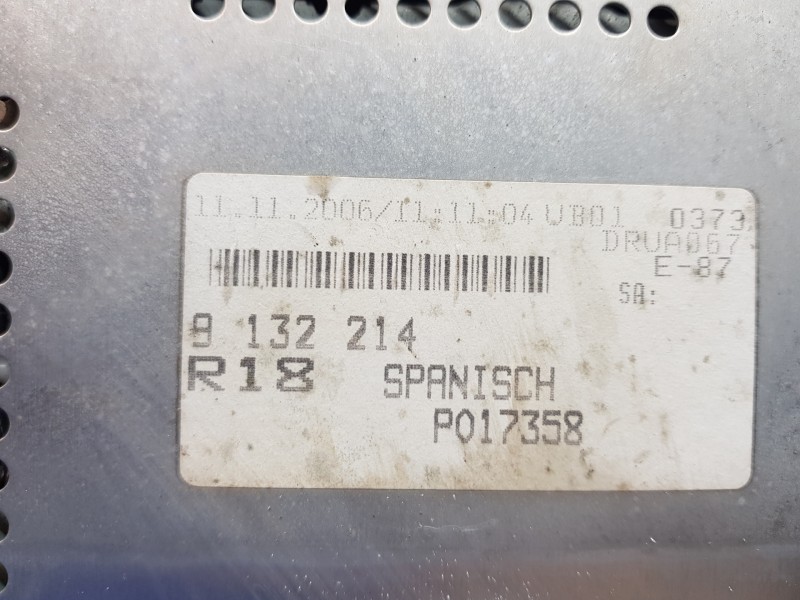 11.11.2006/11:11:04 VB01 0373
DRUA067
E-87
SA:
9 132 214
R18 SPANISCH
P017358